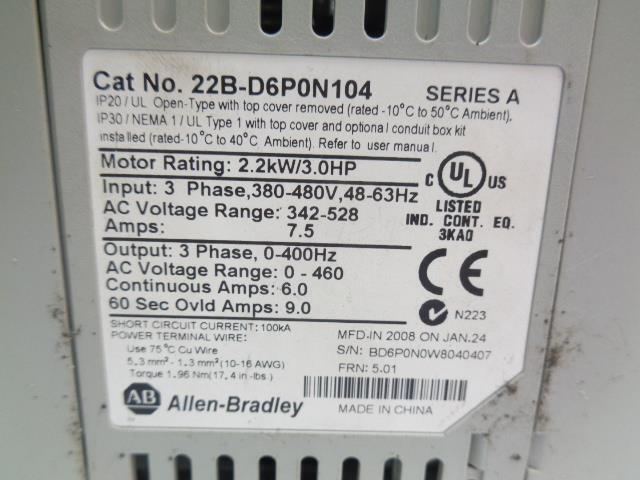 Cat No. 22B-D6P0N104 SERIES A
IP20 / UL Open-Type with top cover removed (rated -10°C to 50°C Ambient).
IP30 / NEMA 1 / UL Type 1 with top cover and optional conduit box kit
installed (rated-10°C to 40°C Ambient). Refer to user manual.
Motor Rating: 2.2kW/3.0HP
Input: 3 Phase,380-480V,48-63Hz
AC Voltage Range: 342-528
Amps: 7.5
Output: 3 Phase, 0-400Hz
AC Voltage Range: 0 - 460
Continuous Amps: 6.0
60 Sec Ovld Amps: 9.0
C UL US
LISTED
IND. CONT. EQ.
3KA0
CE
N223
SHORT CIRCUIT CURRENT: 100kA
POWER TERMINAL WIRE:
Use 75°C Cu Wire
5.3 mm² - 1.3 mm² (10-16 AWG)
Torque 1.96 Nm(17.4 in-lbs.)
MFD-IN 2008 ON JAN.24
S/N: BD6P0N0W8040407
FRN: 5.01
AB Allen-Bradley
MADE IN CHINA